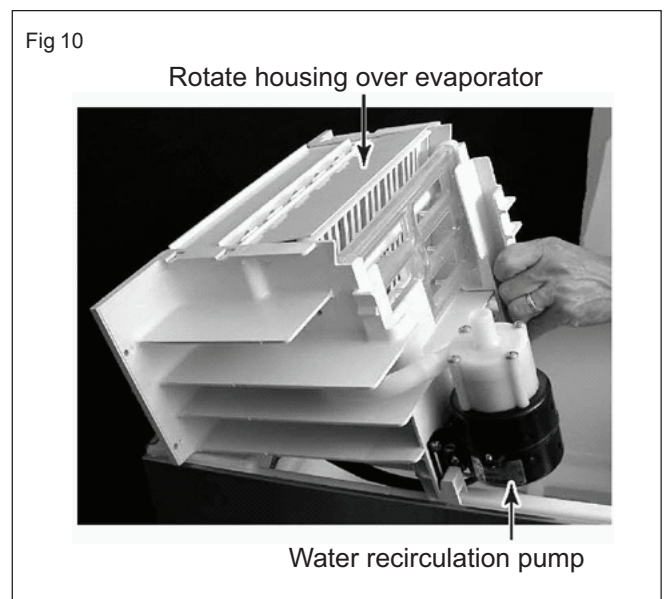 Fig 10
Rotate housing over evaporator
Water recirculation pump